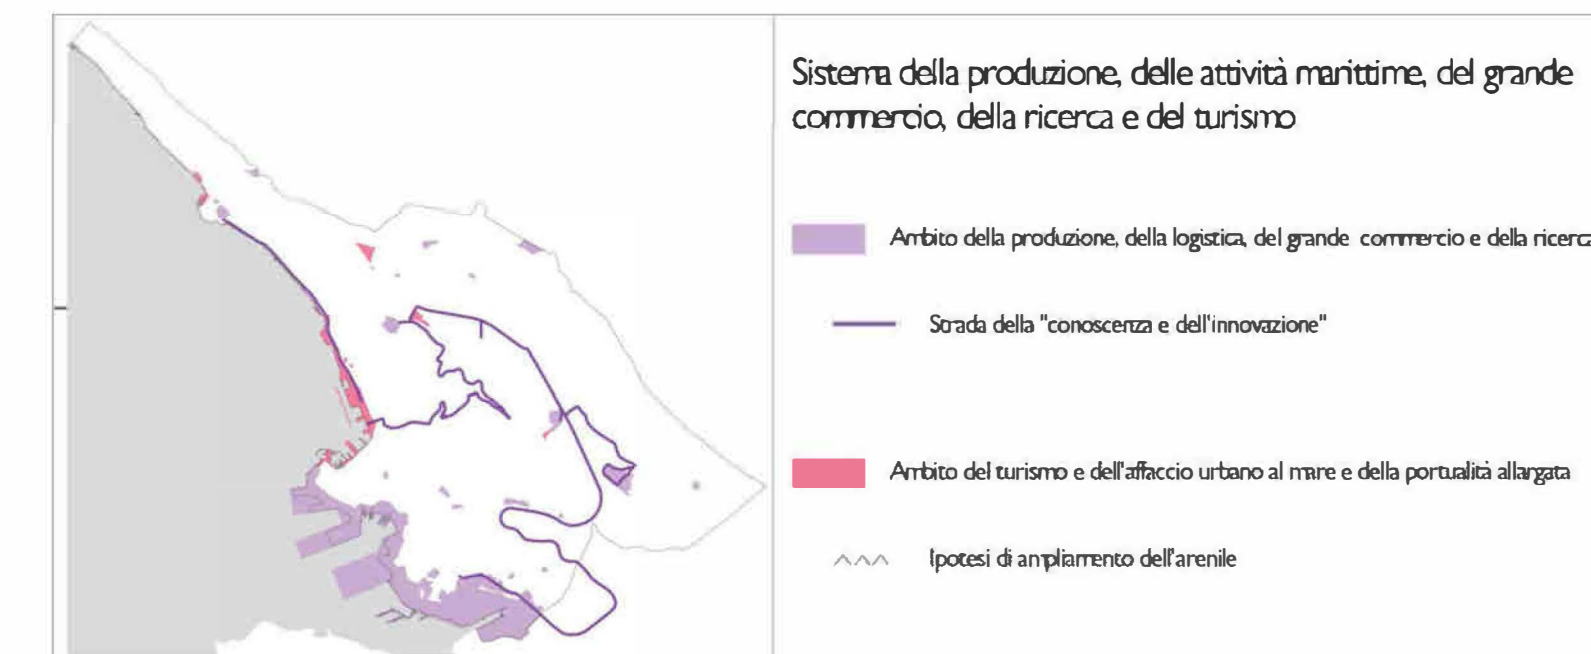 Sistema della produzione, delle attività marittime, del grande
commercio, della ricerca e del turismo
Ambito della produzione, della logistica, del grande commercio e della ricerca
Strada della "conoscenza e dell'innovazione"
Ambito del turismo e dell'affaccio urbano al mare e della portualità allargata
Ipotesi di ampliamento dell'arenile